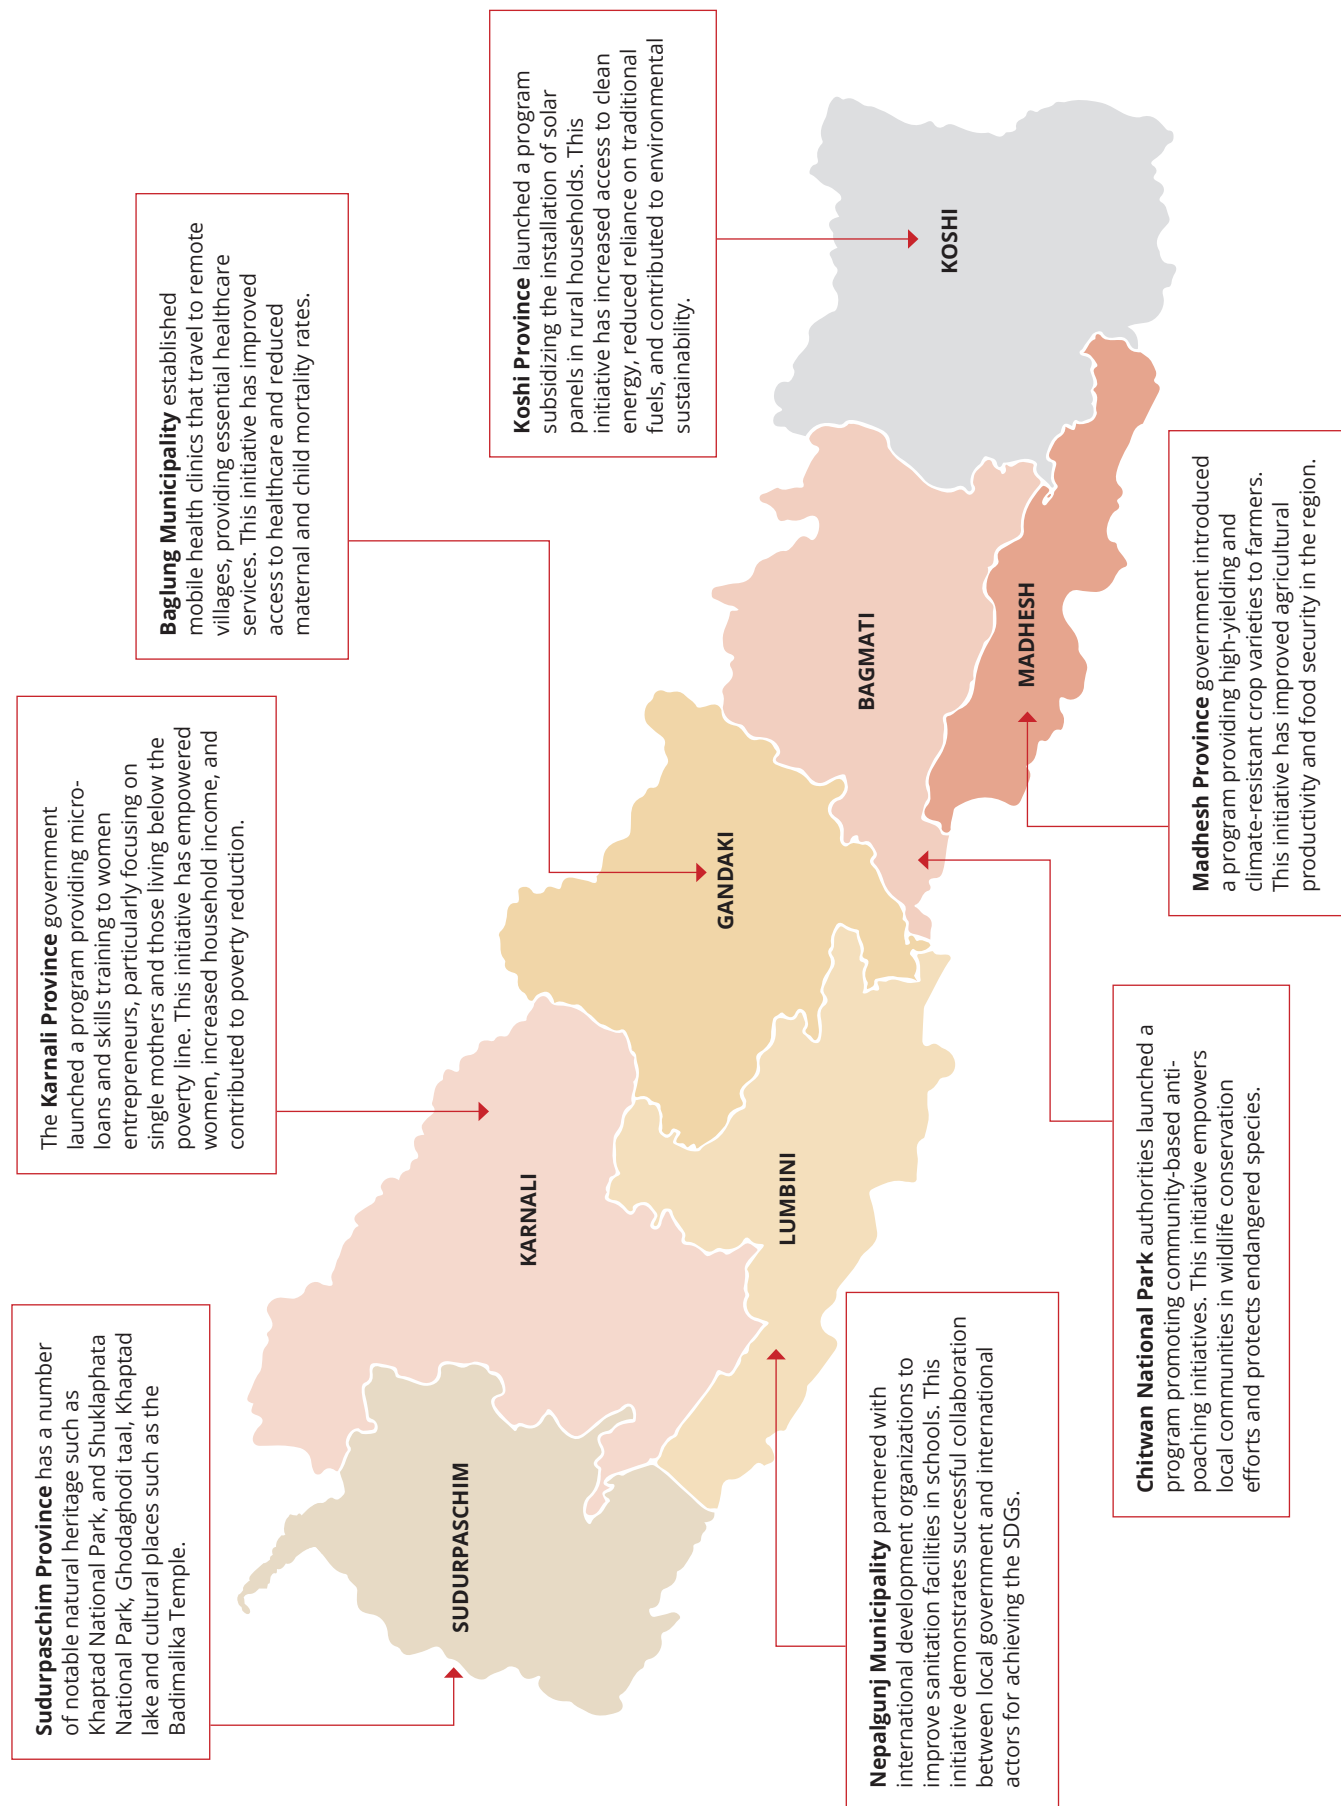 Sudurpaschim Province has a number
of notable natural heritage such as
Khaptad National Park, and Shuklaphata
National Park, Ghodaghodi taal, Khaptad
lake and cultural places such as the
Badimalika Temple.
The Karnali Province government
launched a program providing micro-
loans and skills training to women
entrepreneurs, particularly focusing on
single mothers and those living below the
poverty line. This initiative has empowered
women, increased household income, and
contributed to poverty reduction.
Baglung Municipality established
mobile health clinics that travel to remote
villages, providing essential healthcare
services. This initiative has improved
access to healthcare and reduced
maternal and child mortality rates.
Koshi Province launched a program
subsidizing the installation of solar
panels in rural households. This
initiative has increased access to clean
energy, reduced reliance on traditional
fuels, and contributed to environmental
sustainability.
SUDURPASCHIM
KARNALI
GANDAKI
LUMBINI
BAGMATI
MADHESH
KOSHI
Nepalgunj Municipality partnered with
international development organizations to
improve sanitation facilities in schools. This
initiative demonstrates successful collaboration
between local government and international
actors for achieving the SDGs.
Chitwan National Park authorities launched a
program promoting community-based anti-
poaching initiatives. This initiative empowers
local communities in wildlife conservation
efforts and protects endangered species.
Madhesh Province government introduced
a program providing high-yielding and
climate-resistant crop varieties to farmers.
This initiative has improved agricultural
productivity and food security in the region.